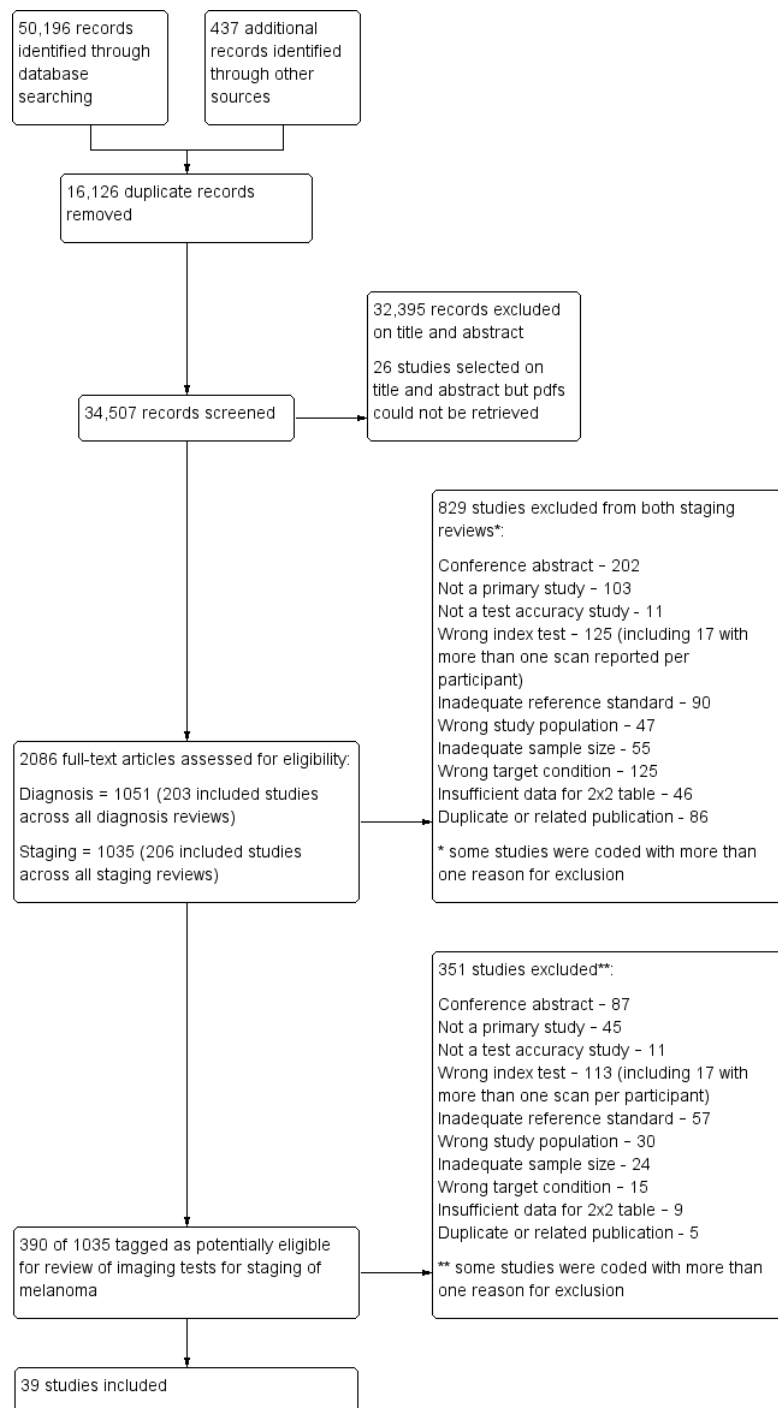 50,196 records
identified through
database
searching
437 additional
records identified
through other
sources
16,126 duplicate records
removed
32,395 records excluded
on title and abstract
26 studies selected on
title and abstract but pdfs
could not be retrieved
34,507 records screened
829 studies excluded from both staging
reviews*:
Conference abstract – 202
Not a primary study – 103
Not a test accuracy study - 11
Wrong index test – 125 (including 17 with
more than one scan reported per
participant)
Inadequate reference standard – 90
Wrong study population – 47
Inadequate sample size - 55
Wrong target condition – 125
Insufficient data for 2x2 table – 46
Duplicate or related publication - 86
* some studies were coded with more than
one reason for exclusion
2086 full-text articles assessed for eligibility:
Diagnosis = 1051 (203 included studies
across all diagnosis reviews)
Staging = 1035 (206 included studies
across all staging reviews)
351 studies excluded**:
Conference abstract – 87
Not a primary study – 45
Not a test accuracy study - 11
Wrong index test – 113 (including 17 with
more than one scan per participant)
Inadequate reference standard – 57
Wrong study population – 30
Inadequate sample size - 24
Wrong target condition – 15
Insufficient data for 2x2 table – 9
Duplicate or related publication - 5
** some studies were coded with more than
one reason for exclusion
390 of 1035 tagged as potentially eligible
for review of imaging tests for staging of
melanoma
39 studies included